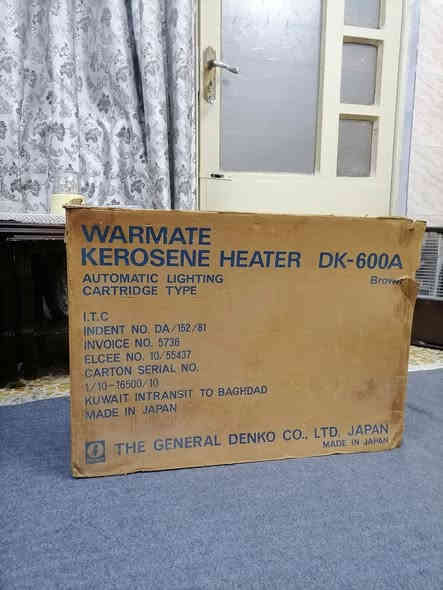 WARMATE
KEROSENE HEATER DK-600A
AUTOMATIC LIGHTING Brown
CARTRIDGE TYPE
I.T.C
INDENT NO. DA/152/81
INVOICE NO. 5736
ELCEE NO. 10/55437
CARTON SERIAL NO.
1/10-16500/10
KUWAIT INTRANSIT TO BAGHDAD
MADE IN JAPAN
THE GENERAL DENKO CO., LTD, JAPAN
MADE IN JAPAN